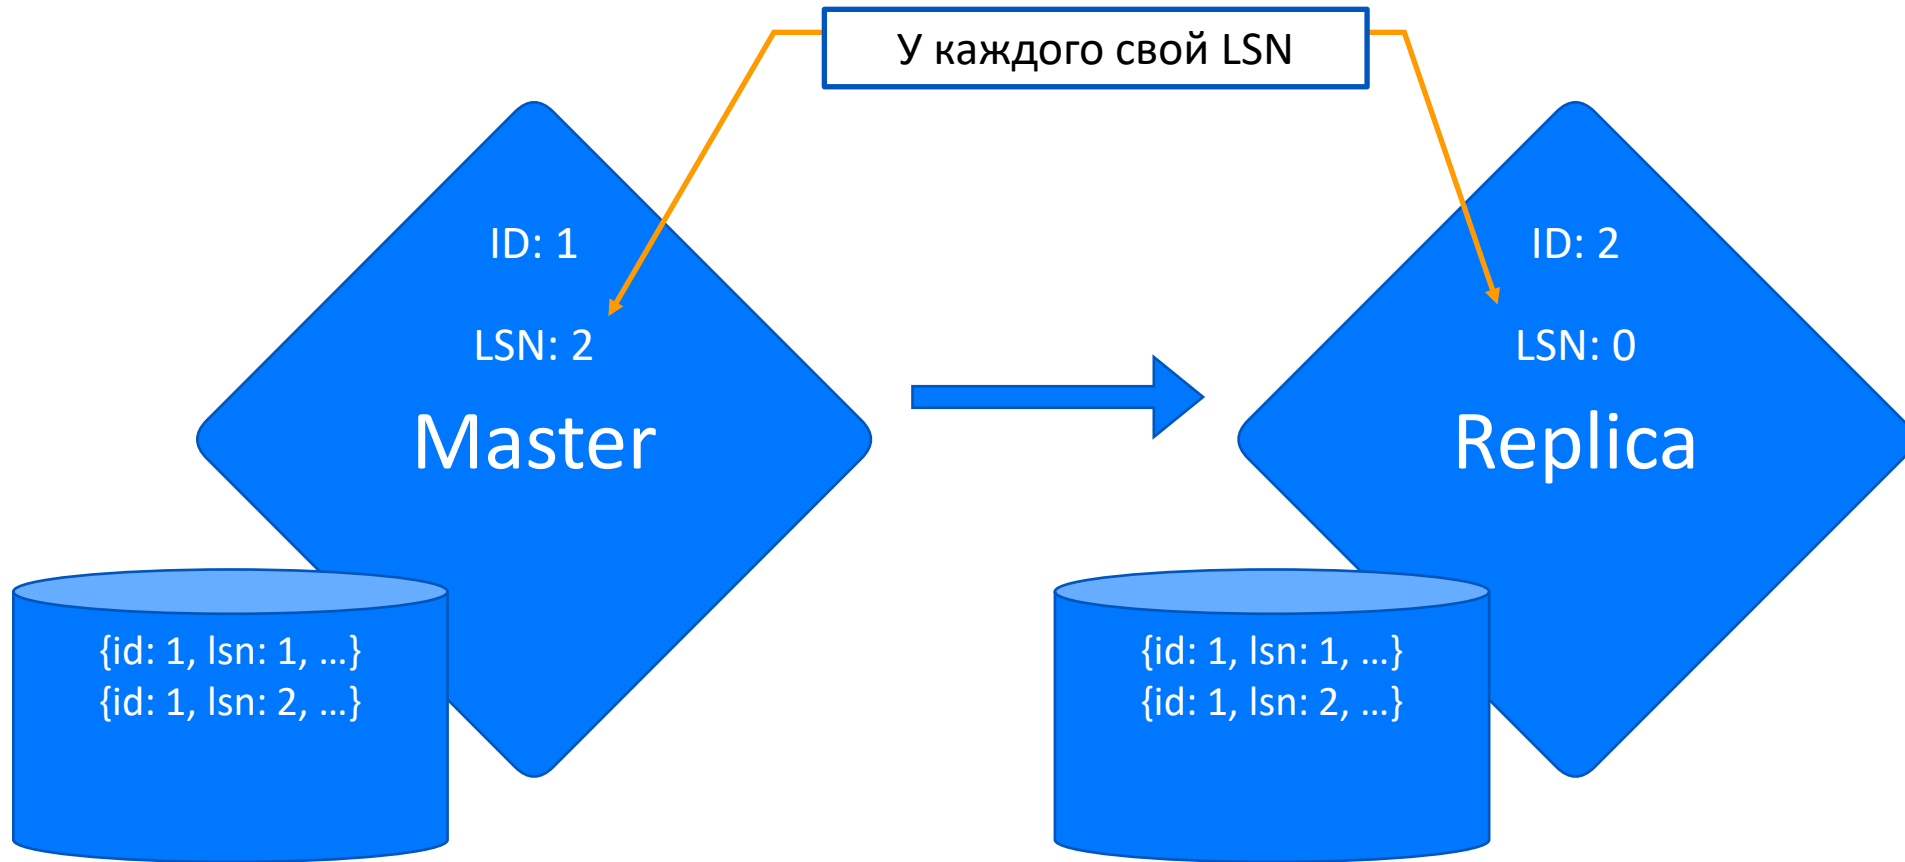 У каждого свой LSN
ID: 1
LSN: 2
Master
{id: 1, lsn: 1, ...}
{id: 1, lsn: 2, ...}
ID: 2
LSN: 0
Replica
{id: 1, lsn: 1, ...}
{id: 1, lsn: 2, ...}